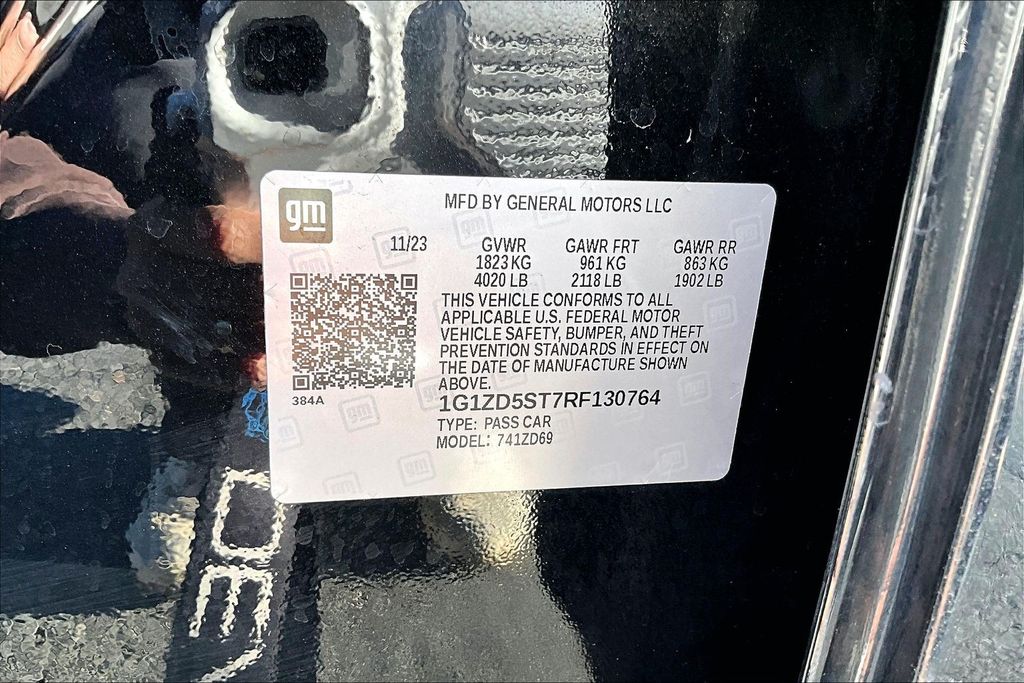 gm
MFD BY GENERAL MOTORS LLC
11/23 GVWR GAWR FRT GAWR RR
1823 KG 961 KG 863 KG
4020 LB 2118 LB 1902 LB
THIS VEHICLE CONFORMS TO ALL
APPLICABLE U.S. FEDERAL MOTOR
VEHICLE SAFETY, BUMPER, AND THEFT
PREVENTION STANDARDS IN EFFECT ON
THE DATE OF MANUFACTURE SHOWN
ABOVE.
384A
1G1ZD5ST7RF130764
TYPE: PASS CAR
MODEL: 741ZD69